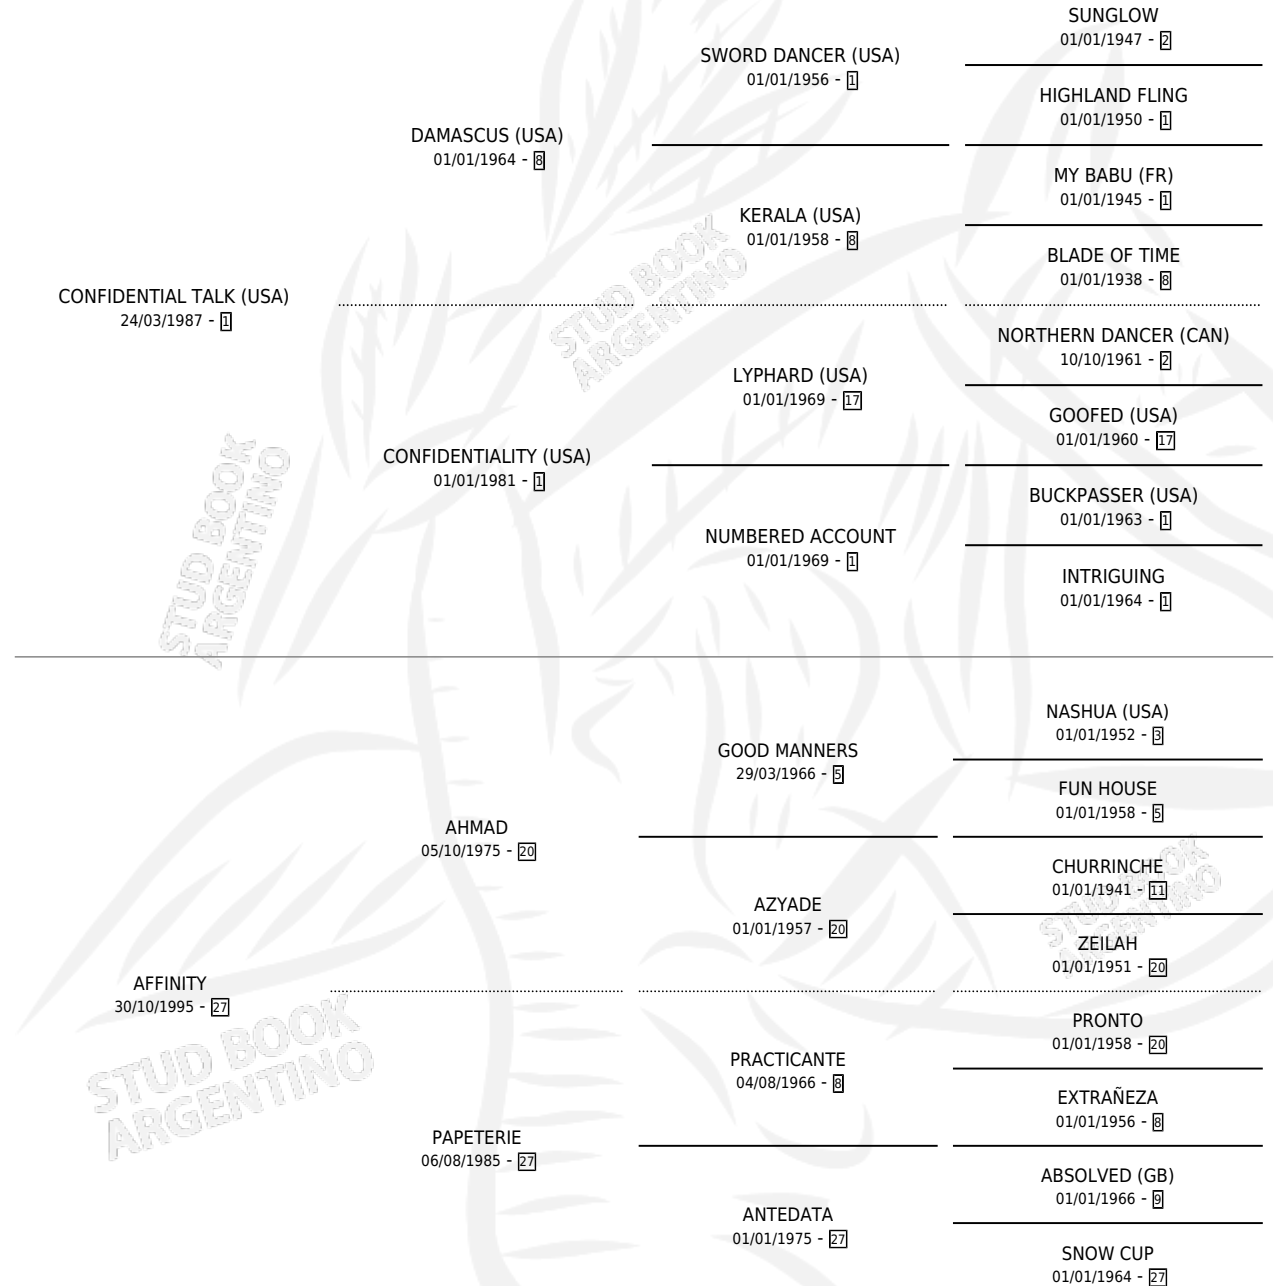 SUNGLOW
01/01/1947 - 2
SWORD DANCER (USA)
01/01/1956 - 1
HIGHLAND FLING
01/01/1950 - 1
DAMASCUS (USA)
01/01/1964 - 8
MY BABU (FR)
01/01/1945 - 1
KERALA (USA)
01/01/1958 - 8
BLADE OF TIME
01/01/1938 - 8
CONFIDENTIAL TALK (USA)
24/03/1987 - 1
NORTHERN DANCER (CAN)
10/10/1961 - 2
LYPHARD (USA)
01/01/1969 - 17
GOOFED (USA)
01/01/1960 - 17
CONFIDENTIALITY (USA)
01/01/1981 - 1
BUCKPASSER (USA)
01/01/1963 - 1
NUMBERED ACCOUNT
01/01/1969 - 1
INTRIGUING
01/01/1964 - 1
NASHUA (USA)
01/01/1952 - 3
GOOD MANNERS
29/03/1966 - 5
FUN HOUSE
01/01/1958 - 5
AHMAD
05/10/1975 - 20
CHURRINCHE
01/01/1941 - 11
AZYADE
01/01/1957 - 20
ZEILAH
01/01/1951 - 20
AFFINITY
30/10/1995 - 27
PRONTO
01/01/1958 - 20
PRACTICANTE
04/08/1966 - 8
EXTRAÑEZA
01/01/1956 - 8
PAPETERIE
06/08/1985 - 27
ABSOLVED (GB)
01/01/1966 - 9
ANTEDATA
01/01/1975 - 27
SNOW CUP
01/01/1964 - 27
STUD BOOK
ARGENTINO
STUD BOOK
ARGENTINO
STUD BOOK
ARGENTINO
STUD BOOK
ARGENTINO